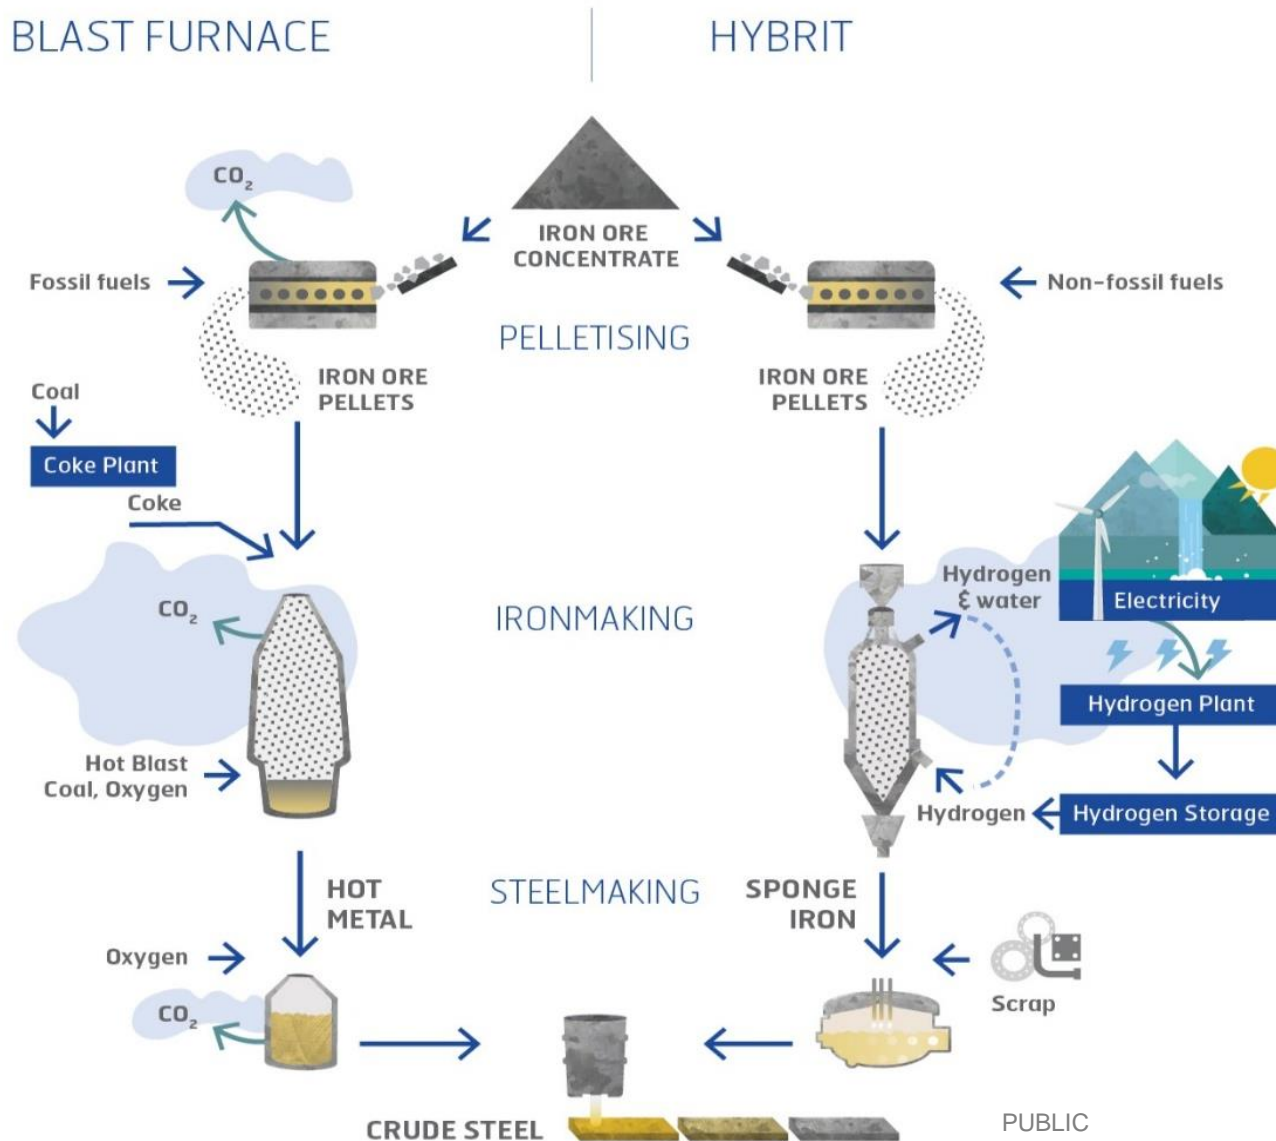 BLAST FURNACE
HYBRIT
CO₂
IRON ORE
CONCENTRATE
Fossil fuels
Non-fossil fuels
PELLETISING
IRON ORE
PELLETS
IRON ORE
PELLETS
Coal
Coke Plant
Coke
CO₂
IRONMAKING
Hydrogen
& water
Electricity
Hydrogen Plant
Hot Blast
Coal, Oxygen
Hydrogen
Hydrogen Storage
HOT
METAL
STEELMAKING
SPONGE
IRON
Oxygen
Scrap
CO₂
CRUDE STEEL
PUBLIC